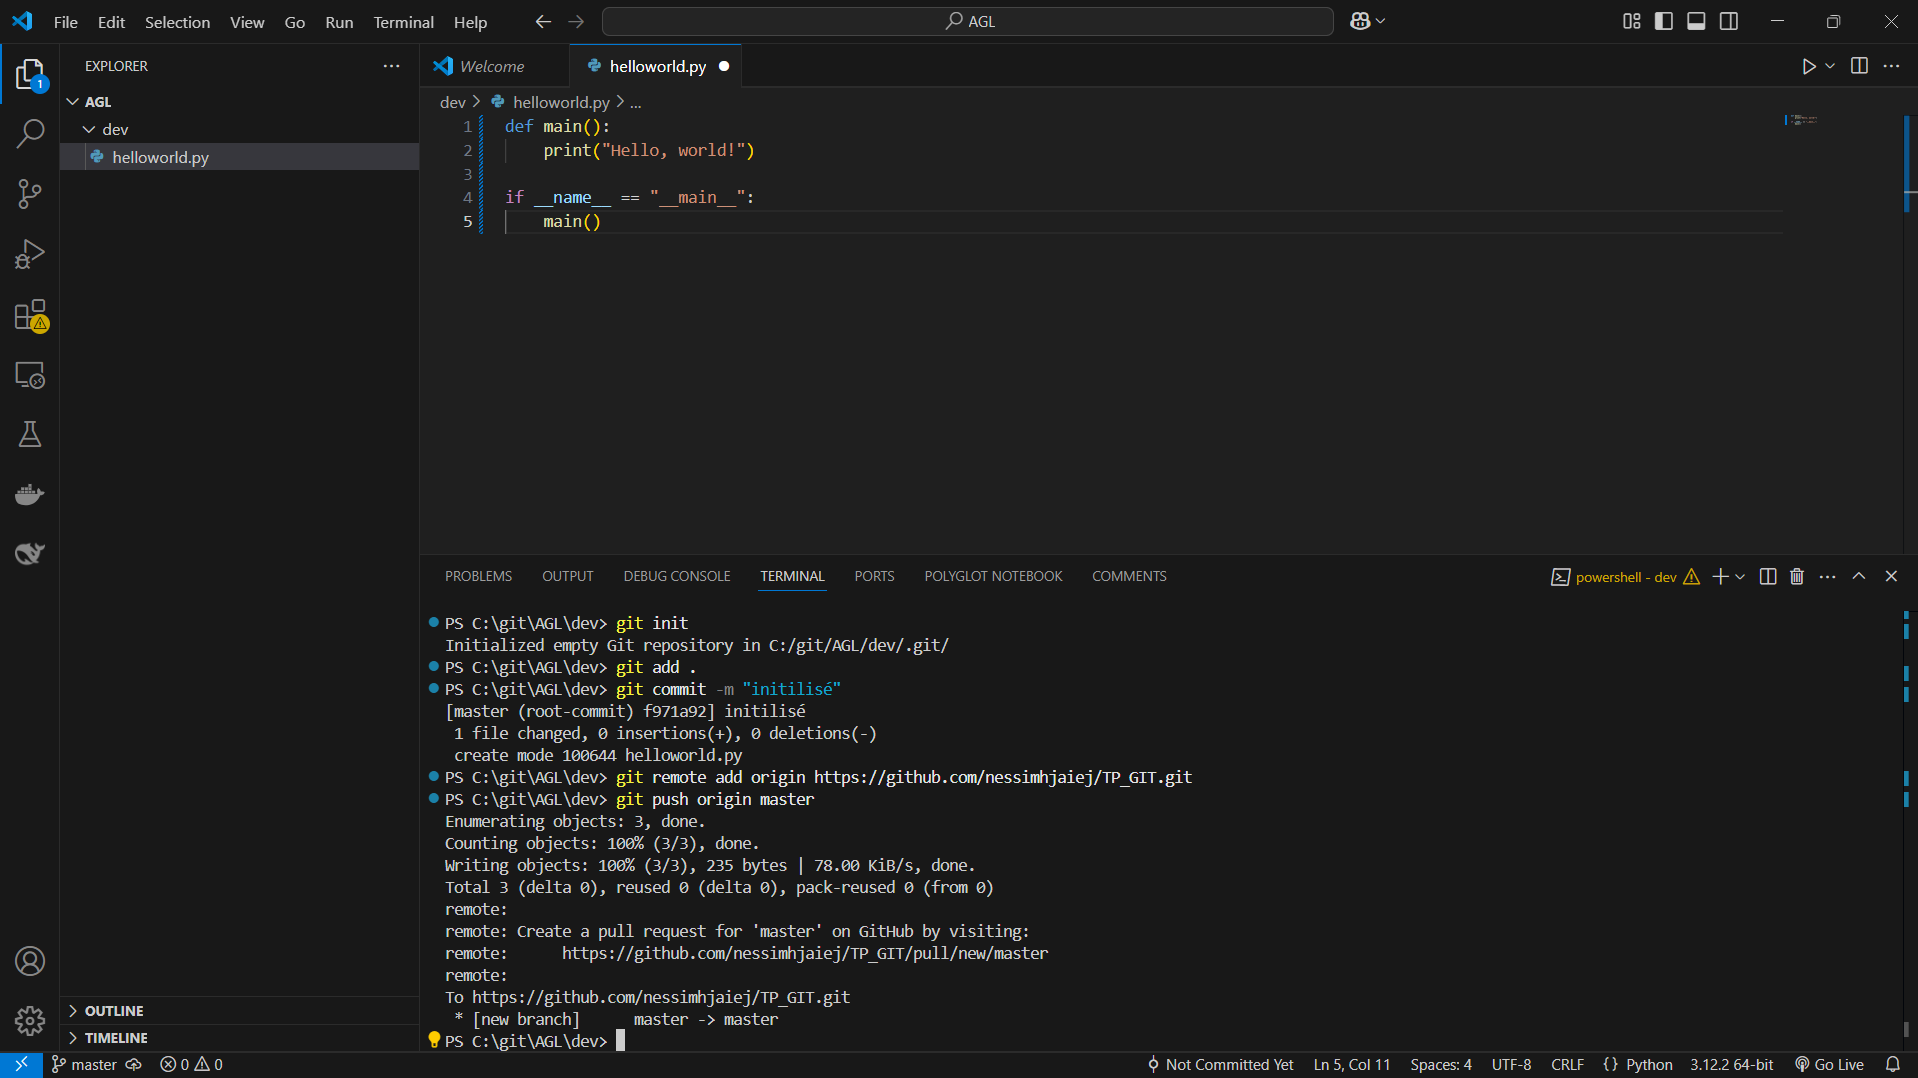 File Edit Selection View Go Run Terminal Help
AGL
EXPLORER
AGL
dev
helloworld.py
OUTLINE
TIMELINE
1
Welcome
helloworld.py
dev > helloworld.py > ...
1 def main():
2 print("Hello, world!")
3
4 if __name__ == "__main__":
5 main()
PROBLEMS OUTPUT DEBUG CONSOLE TERMINAL PORTS POLYGLOT NOTEBOOK COMMENTS
powershell - dev
PS C:\git\AGL\dev> git init
Initialized empty Git repository in C:/git/AGL/dev/.git/
PS C:\git\AGL\dev> git add .
PS C:\git\AGL\dev> git commit -m "initilisé"
[master (root-commit) f971a92] initilisé
1 file changed, 0 insertions(+), 0 deletions(-)
create mode 100644 helloworld.py
PS C:\git\AGL\dev> git remote add origin https://github.com/nessimhjaiej/TP_GIT.git
PS C:\git\AGL\dev> git push origin master
Enumerating objects: 3, done.
Counting objects: 100% (3/3), done.
Writing objects: 100% (3/3), 235 bytes | 78.00 KiB/s, done.
Total 3 (delta 0), reused 0 (delta 0), pack-reused 0 (from 0)
remote:
remote: Create a pull request for 'master' on GitHub by visiting:
remote: https://github.com/nessimhjaiej/TP_GIT/pull/new/master
remote:
To https://github.com/nessimhjaiej/TP_GIT.git
* [new branch] master -> master
PS C:\git\AGL\dev>
master 0 0 Not Committed Yet Ln 5, Col 11 Spaces: 4 UTF-8 CRLF {} Python 3.12.2 64-bit Go Live